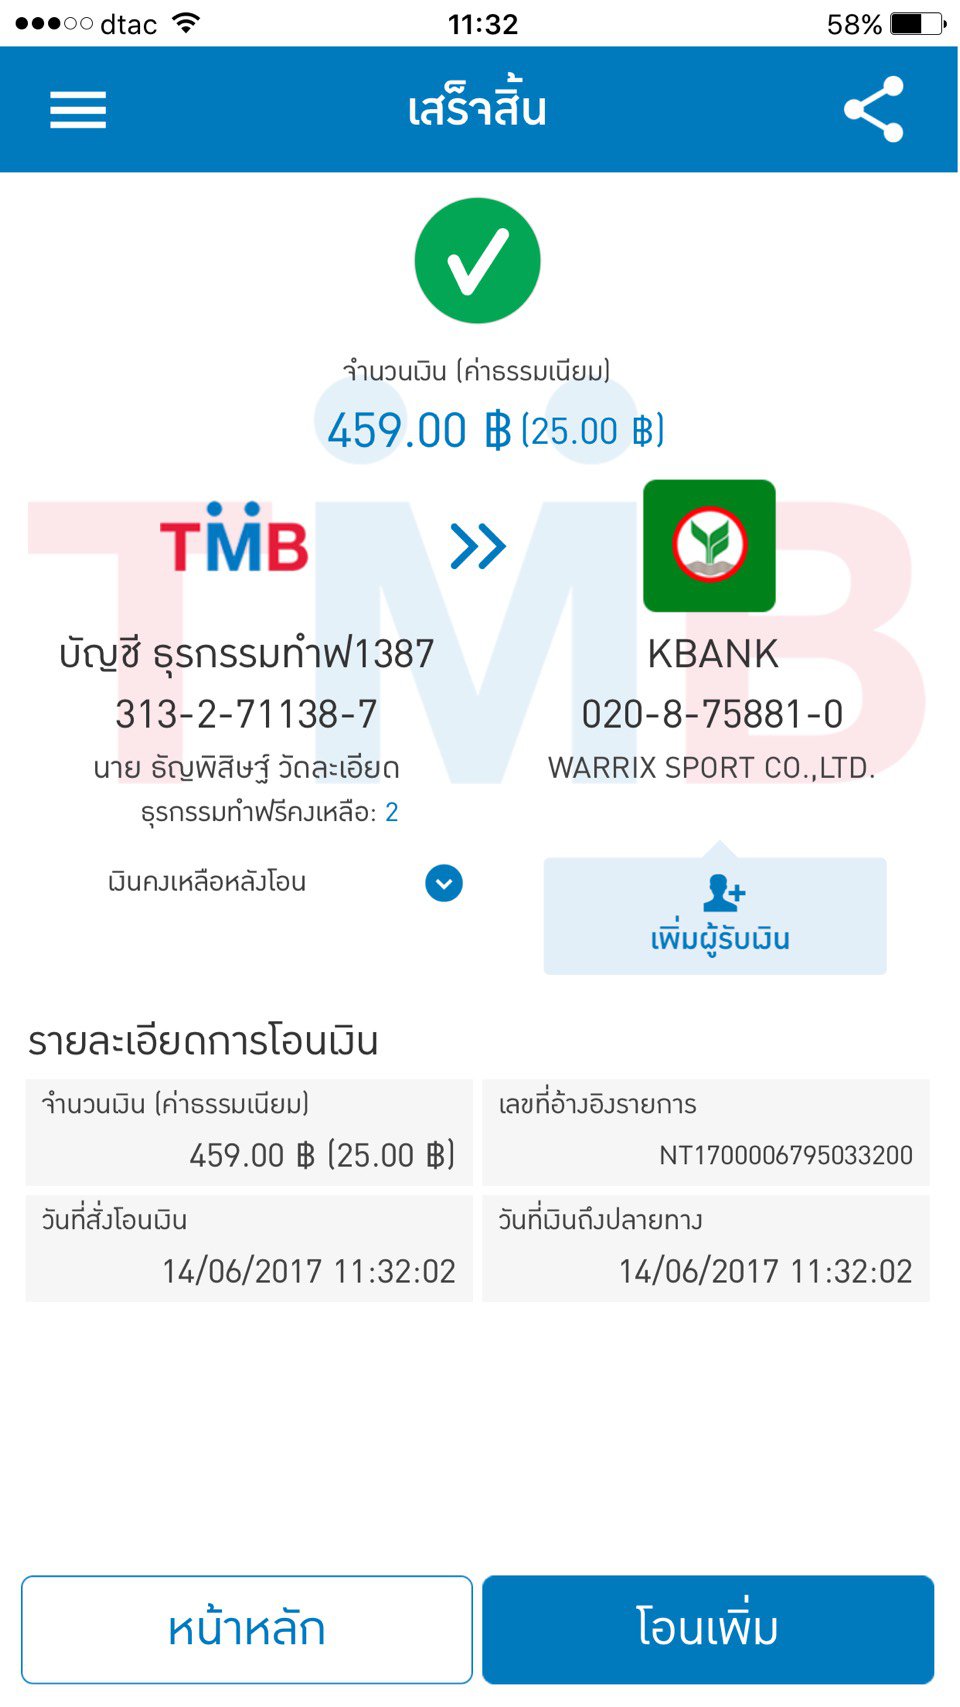 dtac 11:32 58%
เสร็จสิ้น
จำนวนเงิน (ค่าธรรมเนียม)
459.00 ฿ (25.00 ฿)
TMB
บัญชี ธุรกรรมทำฟ1387
313-2-71138-7
นาย ธัญพิสิษฐ์ วัดละเอียด
ธุรกรรมทำฟรีคงเหลือ: 2
เงินคงเหลือหลังโอน
KBANK
020-8-75881-0
WARRIX SPORT CO.,LTD.
เพิ่มผู้รับเงิน
รายละเอียดการโอนเงิน
จำนวนเงิน (ค่าธรรมเนียม)
459.00 ฿ (25.00 ฿)
เลขที่อ้างอิงรายการ
NT1700006795033200
วันที่สั่งโอนเงิน
14/06/2017 11:32:02
วันที่เงินถึงปลายทาง
14/06/2017 11:32:02
หน้าหลัก
โอนเพิ่ม